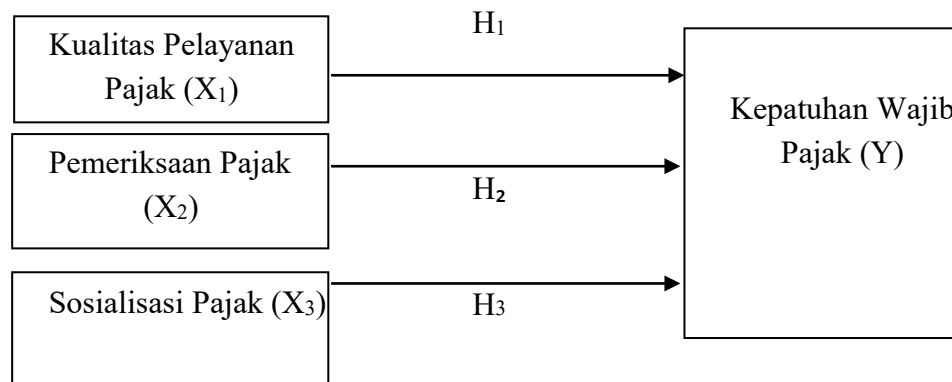 H₁
Kualitas Pelayanan
Pajak (X₁)
Kepatuhan Wajib
Pajak (Y)
Pemeriksaan Pajak
(X₂)
H₂
Sosialisasi Pajak (X₃)
H₃